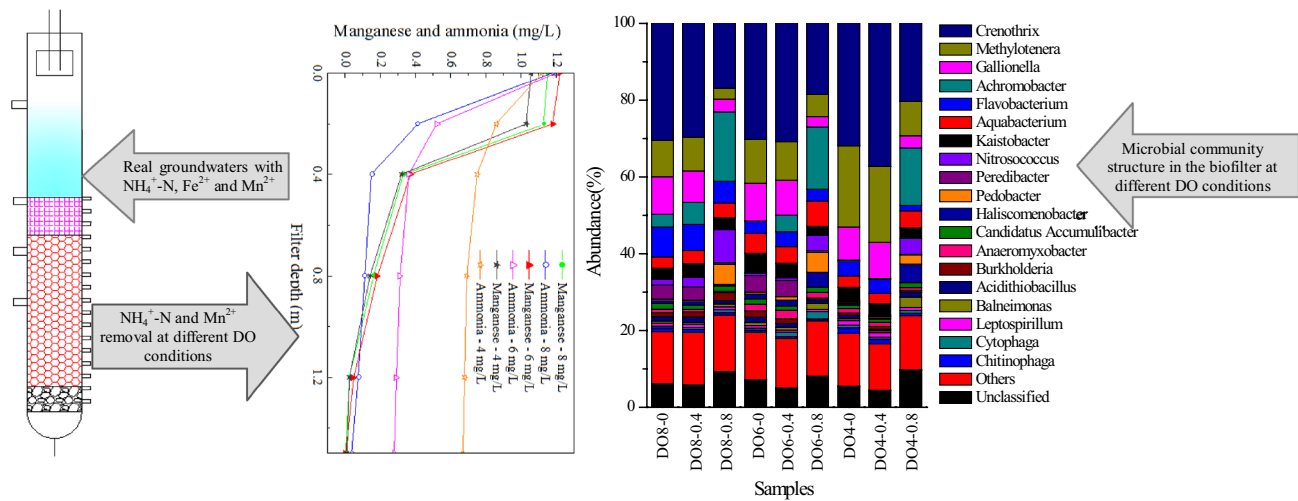 Real groundwaters with
NH₄⁺-N, Fe²⁺ and Mn²⁺
NH₄⁺-N and Mn²⁺
removal at different DO
conditions
Manganese and ammonia (mg/L)
0.0 0.2 0.4 0.6 0.8 1.0 1.2
0.0
0.4
0.8
1.2
Filter depth (m)
Manganese - 8 mg/L
Ammonia - 8 mg/L
Manganese - 6 mg/L
Ammonia - 6 mg/L
Manganese - 4 mg/L
Ammonia - 4 mg/L
Abundance(%)
100
80
60
40
20
0
DO8-0
DO8-0.4
DO8-0.8
DO6-0
DO6-0.4
DO6-0.8
DO4-0
DO4-0.4
DO4-0.8
Samples
Crenothrix
Methylotenera
Gallionella
Achromobacter
Flavobacterium
Aquabacterium
Kaistobacter
Nitrosococcus
Peredibacter
Pedobacter
Haliscomenobacter
Candidatus Accumulibacter
Anaeromyxobacter
Burkholderia
Acidithiobacillus
Balneimonas
Leptospirillum
Cytophaga
Chitinophaga
Others
Unclassified
Microbial community
structure in the biofilter at
different DO conditions